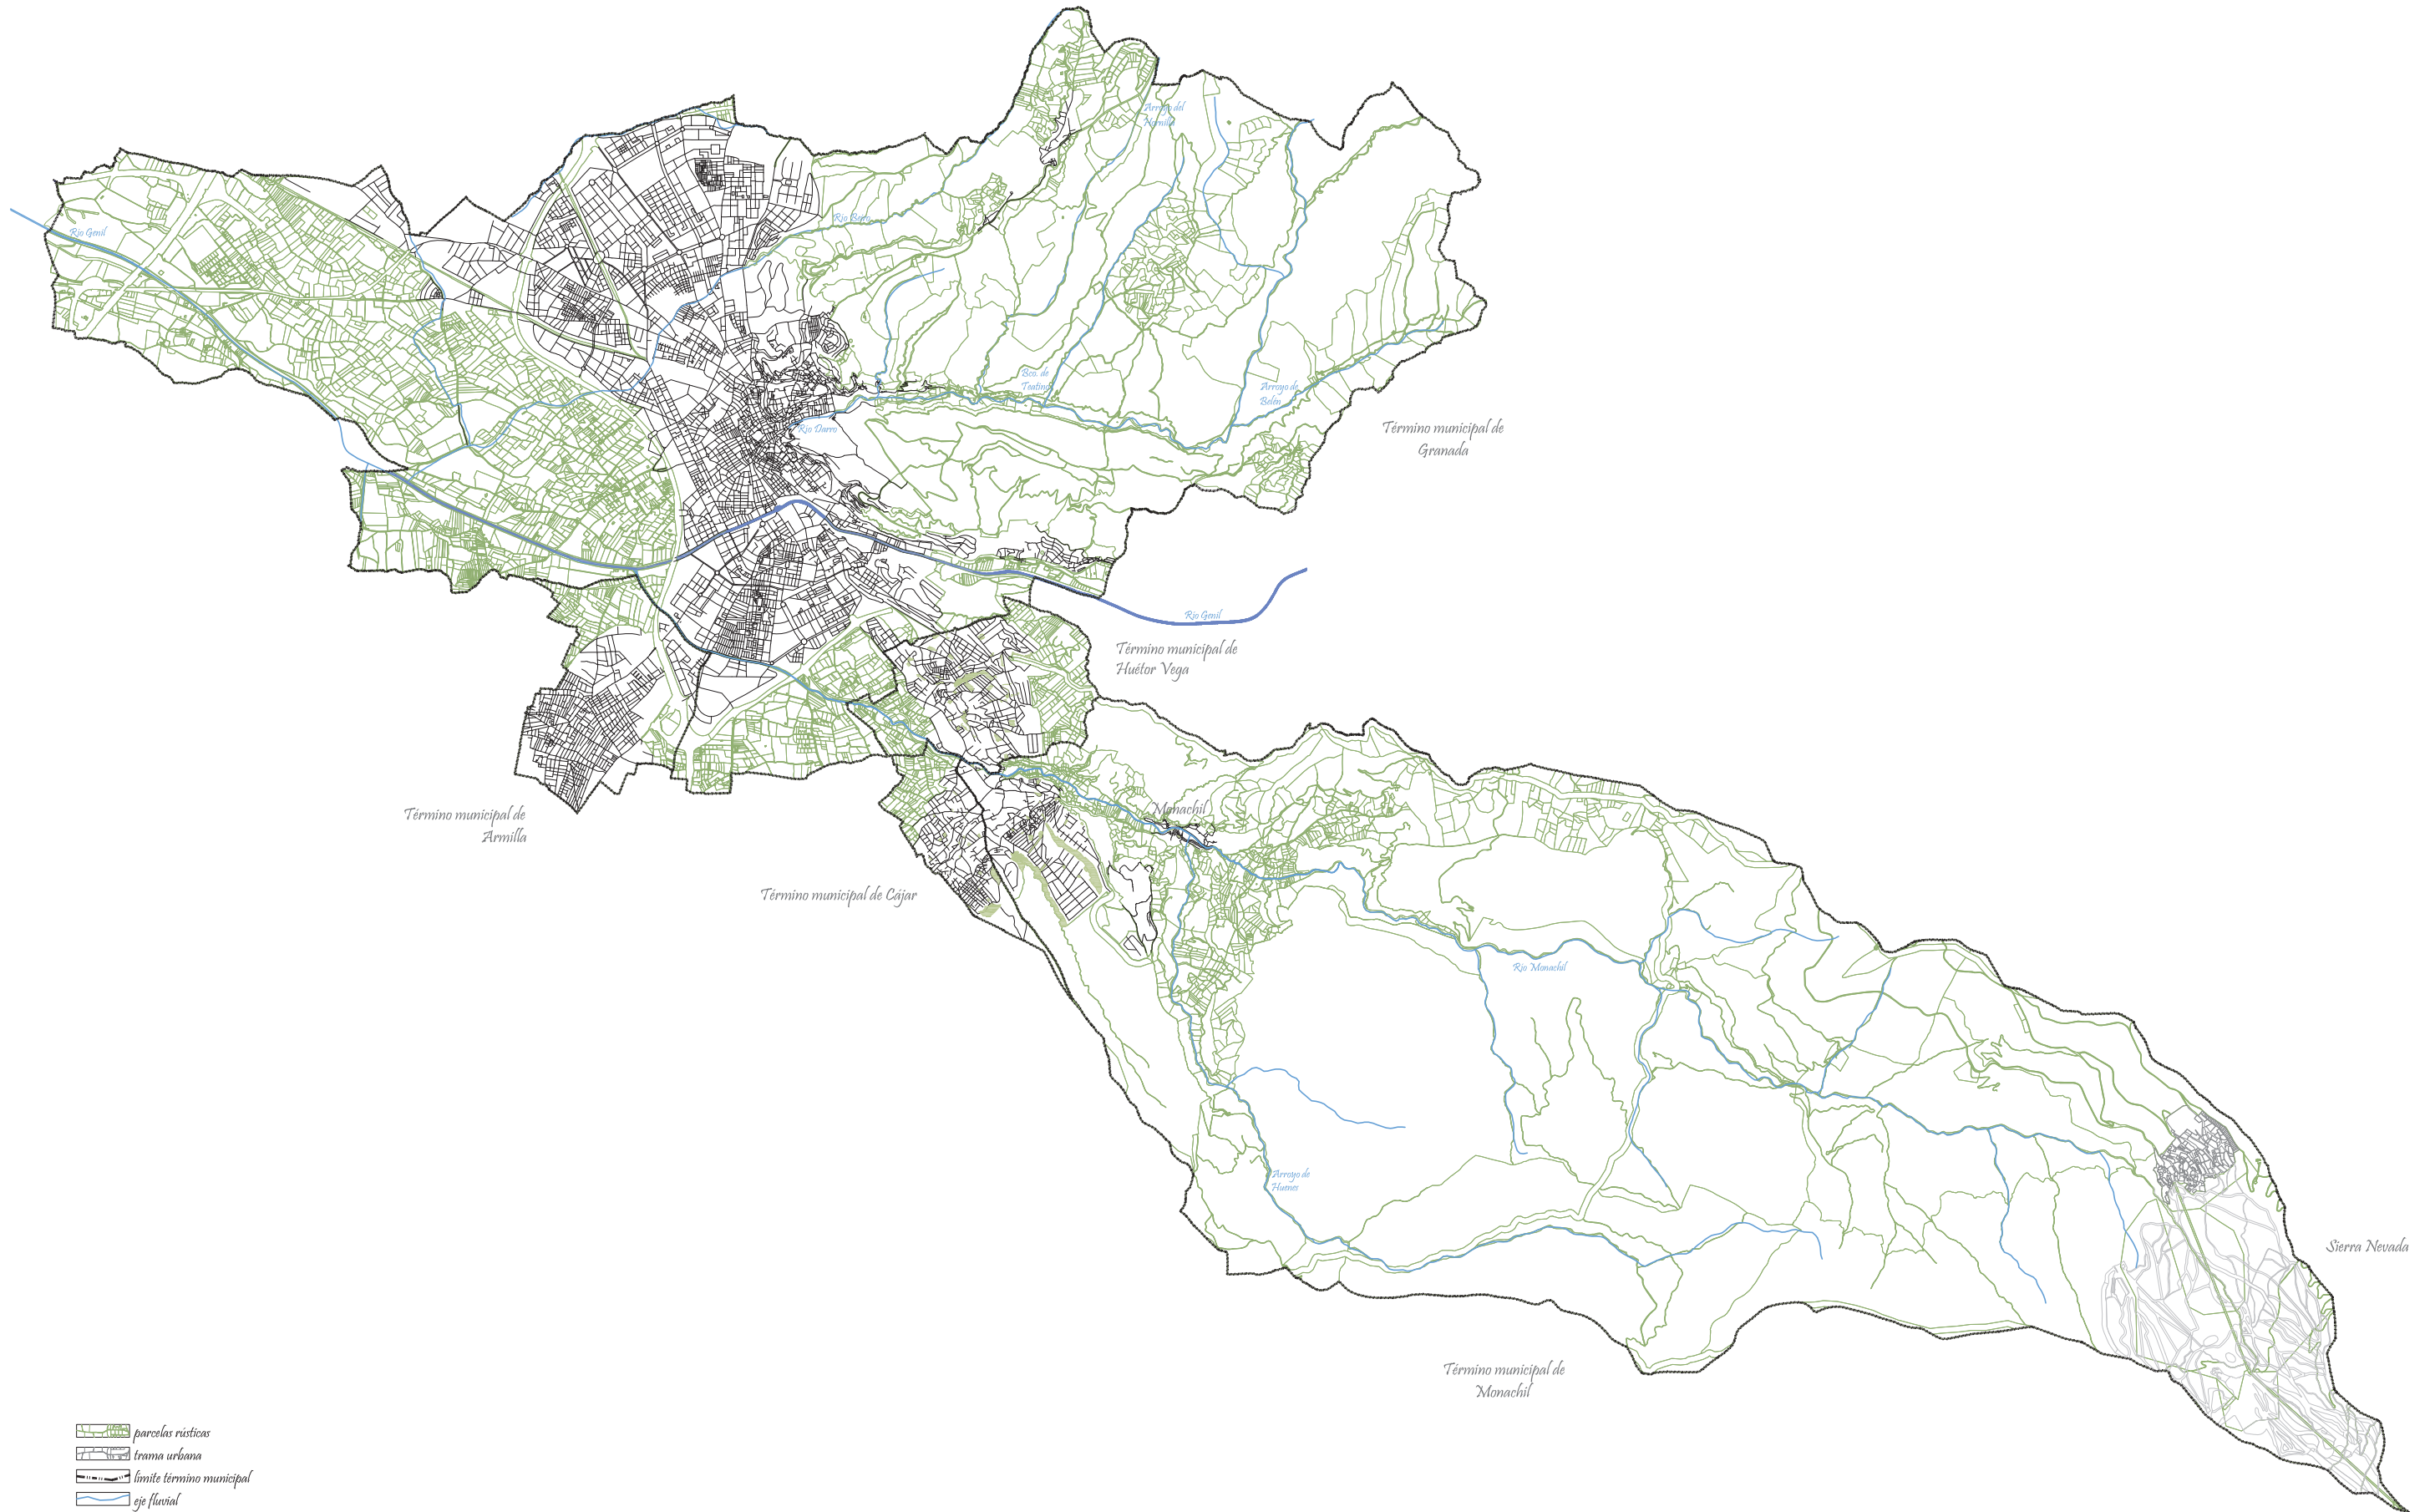 Arroyo del
Hornillo
Río Beiro
Río Genil
Bco. de
Teatinos
Arroyo de
Belén
Río Darro
Término municipal de
Granada
Río Genil
Término municipal de
Huétor Vega
Monachil
Término municipal de
Armilla
Término municipal de Cájar
Río Monachil
Arroyo de
Huenes
Sierra Nevada
Término municipal de
Monachil
parcelas rústicas
trama urbana
límite término municipal
eje fluvial